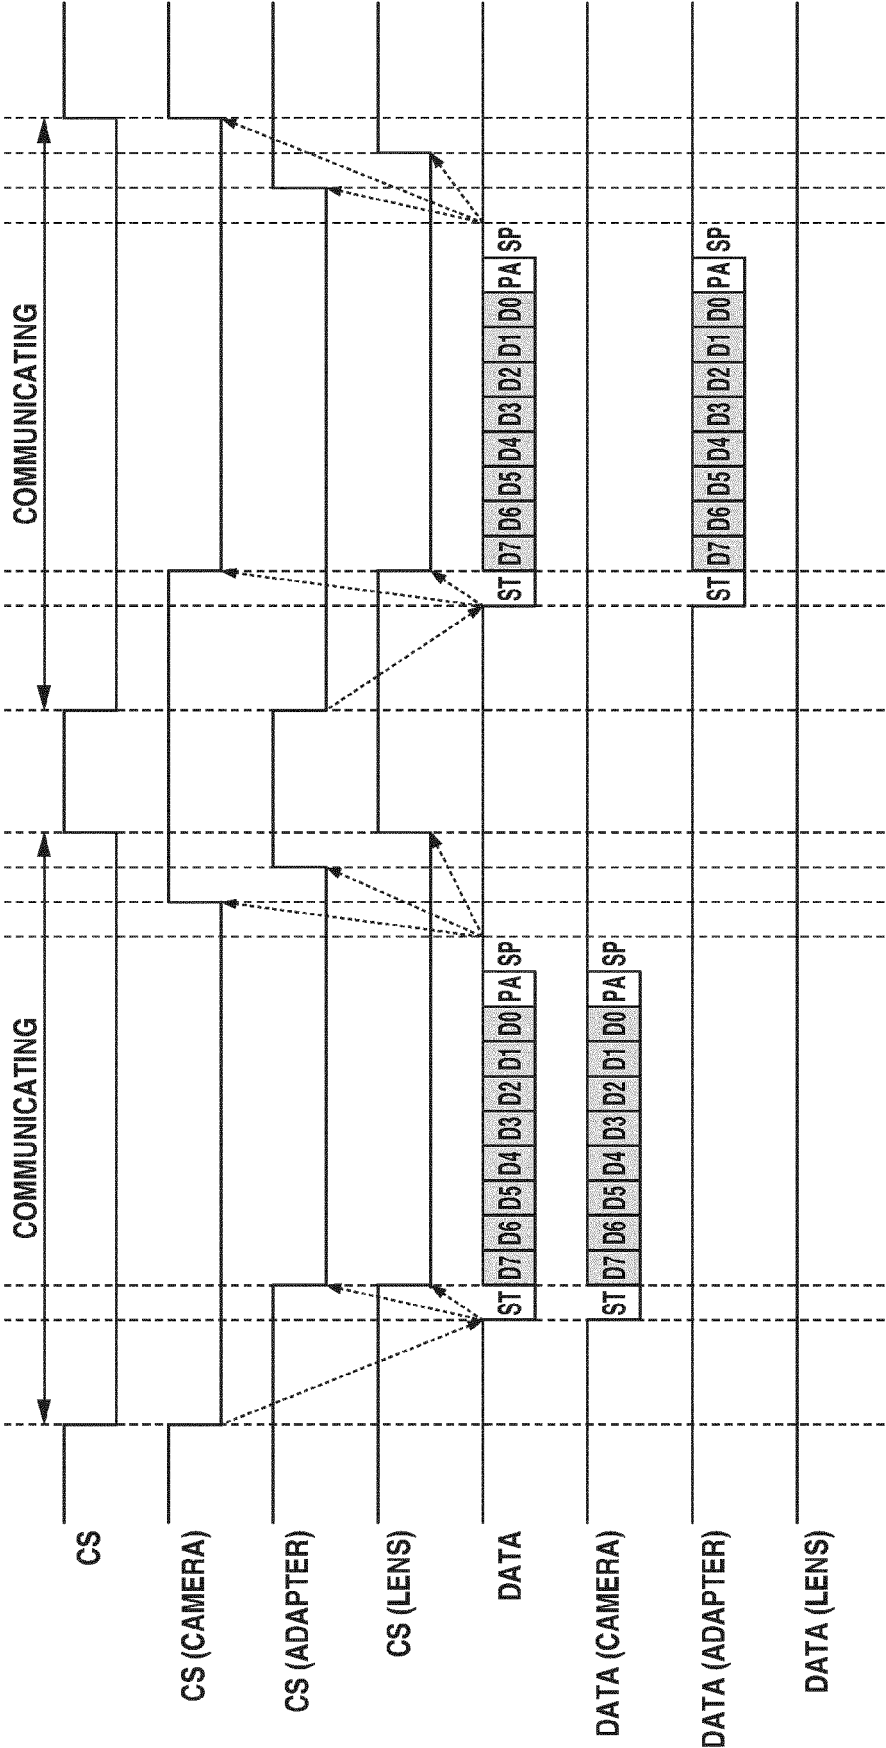 COMMUNICATING COMMUNICATING
CS
CS (CAMERA)
CS (ADAPTER)
CS (LENS)
DATA ST D7 D6 D5 D4 D3 D2 D1 D0 PA SP ST D7 D6 D5 D4 D3 D2 D1 D0 PA SP
DATA (CAMERA) ST D7 D6 D5 D4 D3 D2 D1 D0 PA SP
DATA (ADAPTER) ST D7 D6 D5 D4 D3 D2 D1 D0 PA SP
DATA (LENS)